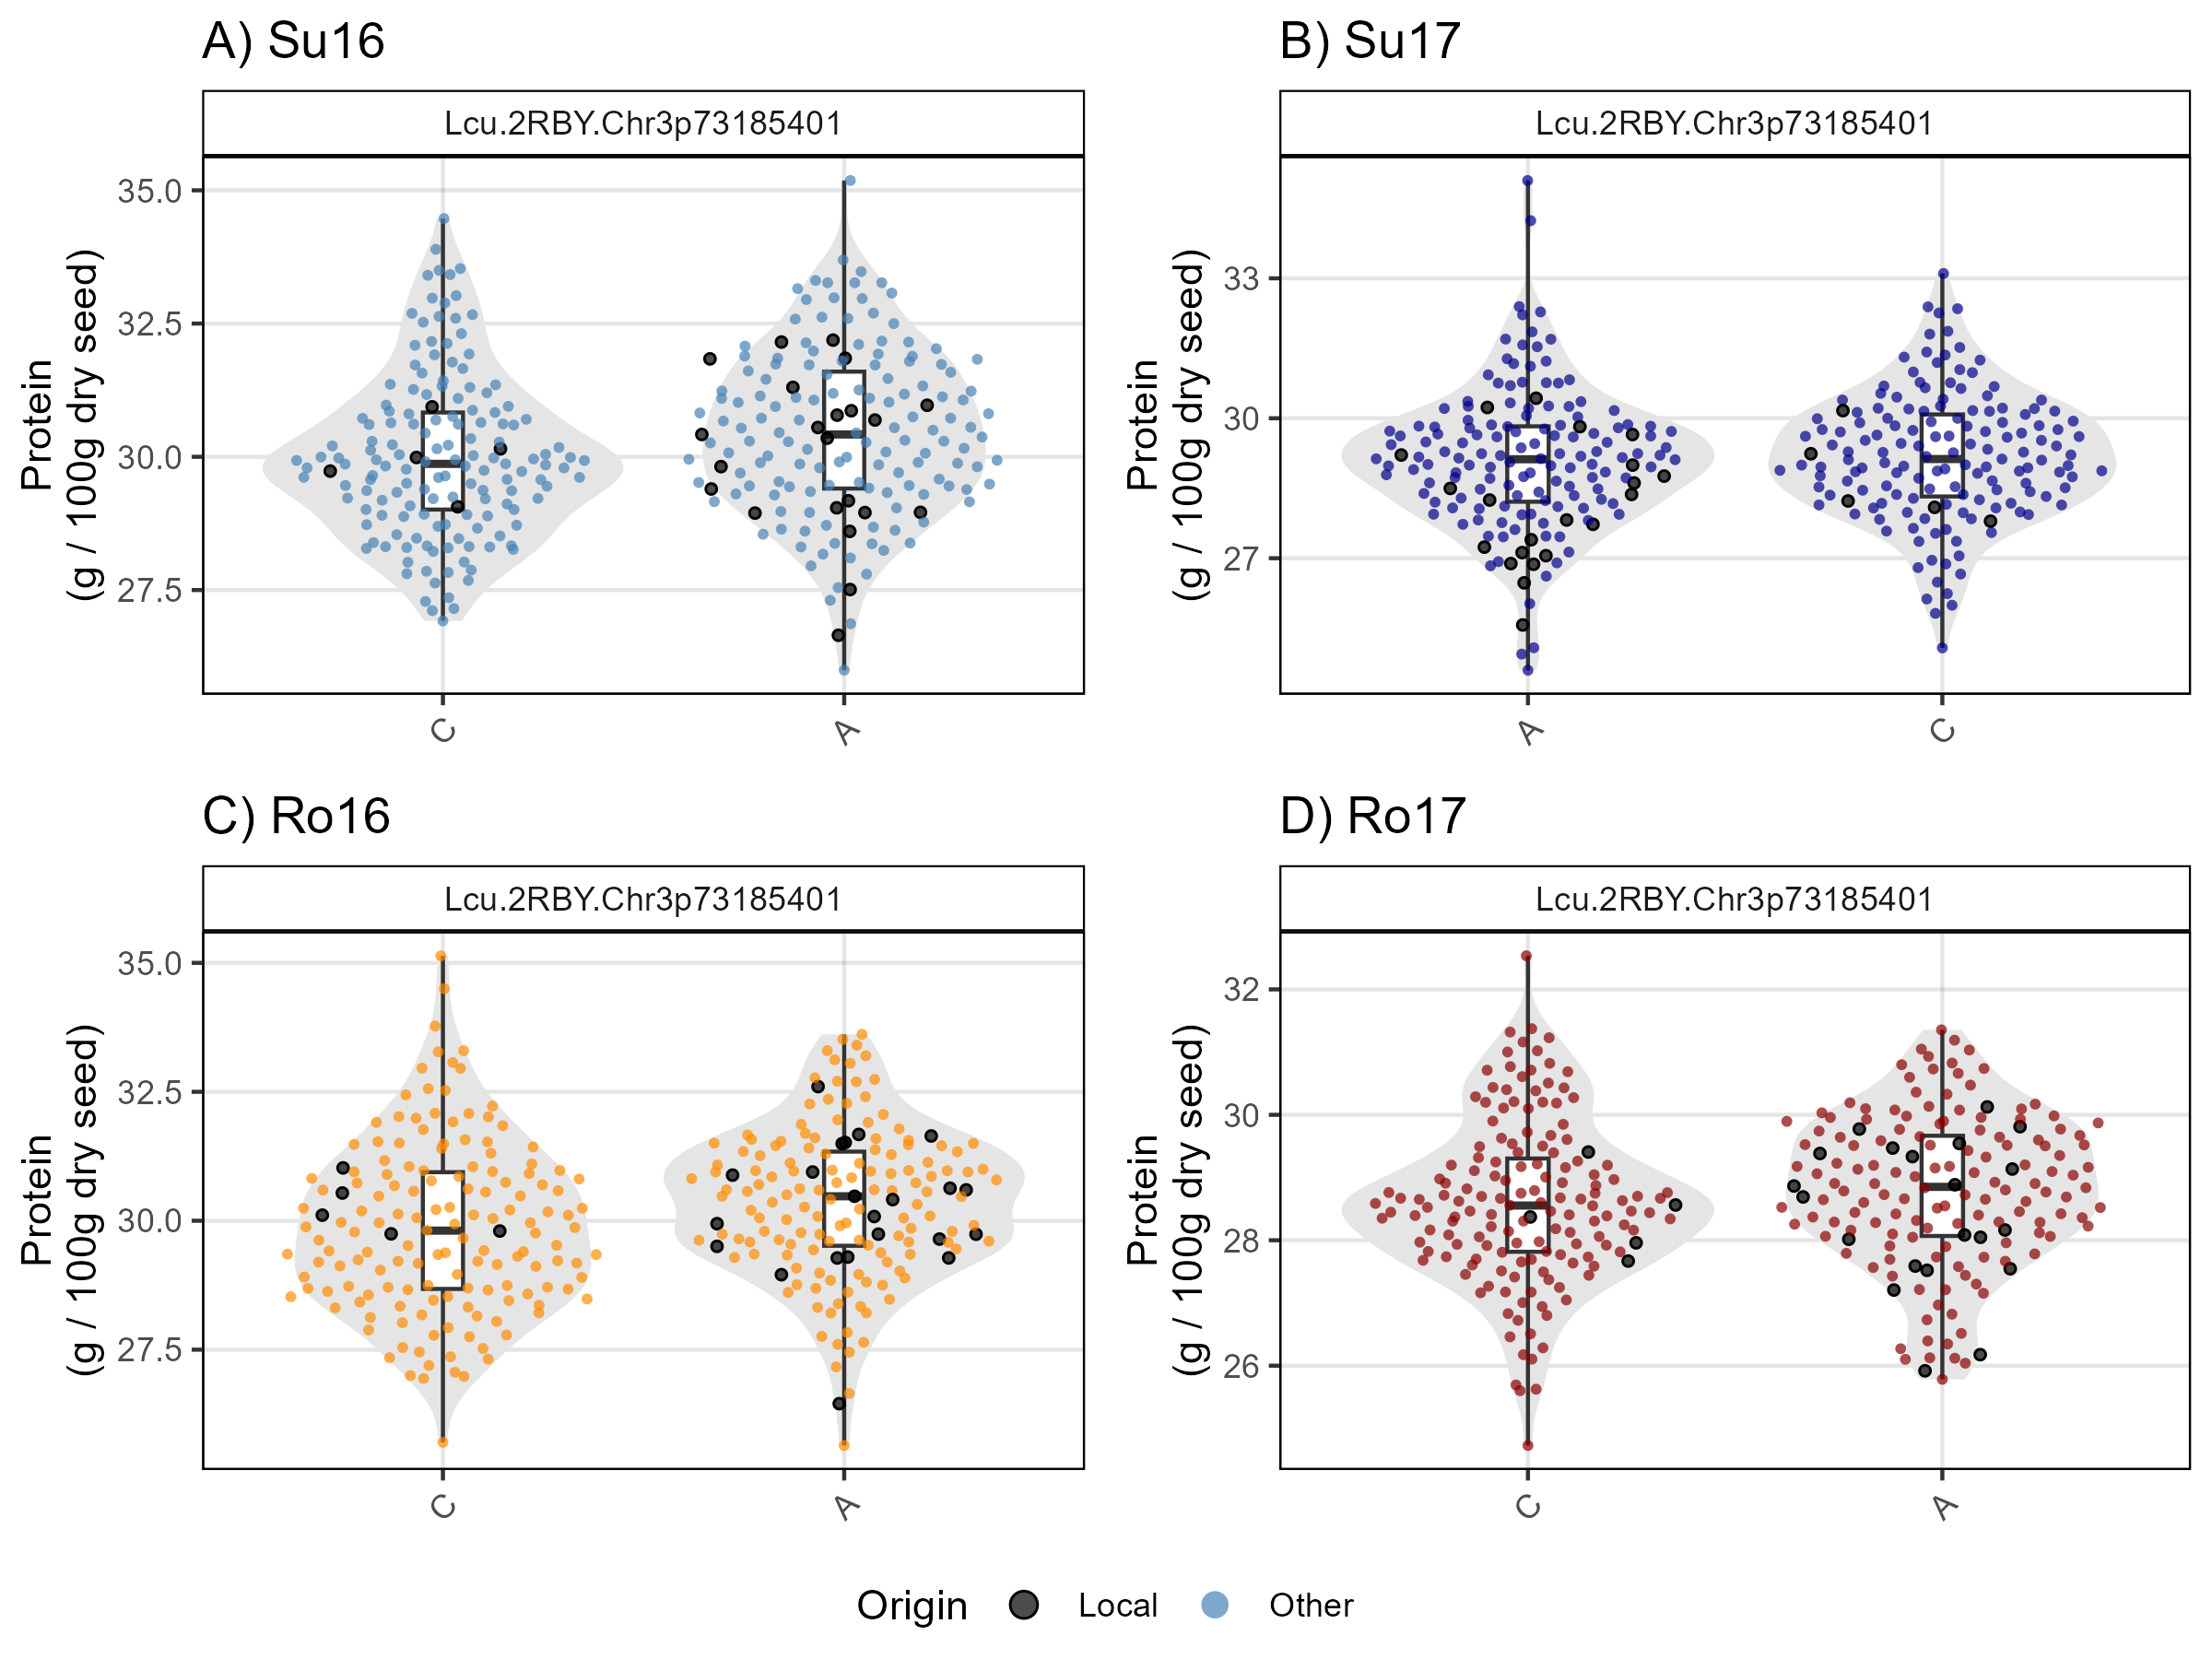 A) Su16
Lcu.2RBY.Chr3p73185401
Protein
(g / 100g dry seed)
35.0
32.5
30.0
27.5
C
A
B) Su17
Lcu.2RBY.Chr3p73185401
Protein
(g / 100g dry seed)
33
30
27
A
C
C) Ro16
Lcu.2RBY.Chr3p73185401
Protein
(g / 100g dry seed)
35.0
32.5
30.0
27.5
C
A
D) Ro17
Lcu.2RBY.Chr3p73185401
Protein
(g / 100g dry seed)
32
30
28
26
C
A
Origin Local Other